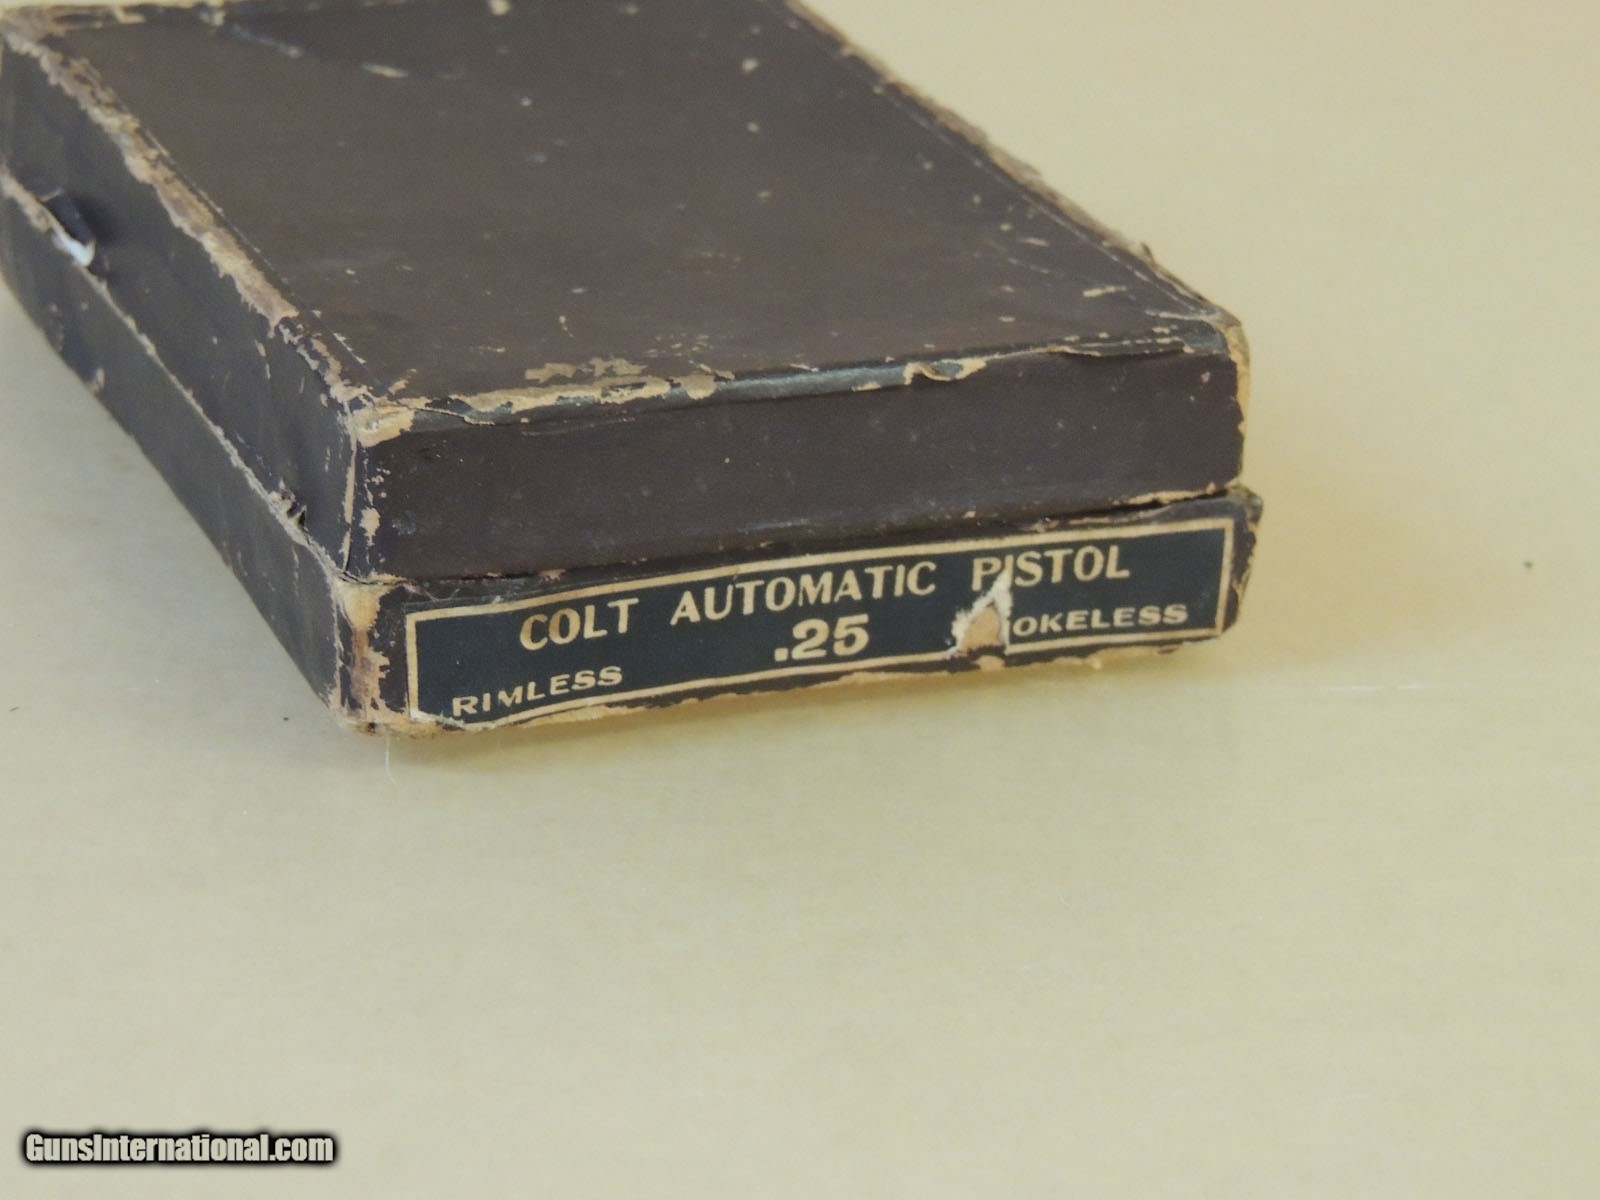 COLT AUTOMATIC PISTOL
.25
RIMLESS OKELESS
GunsInternational.com